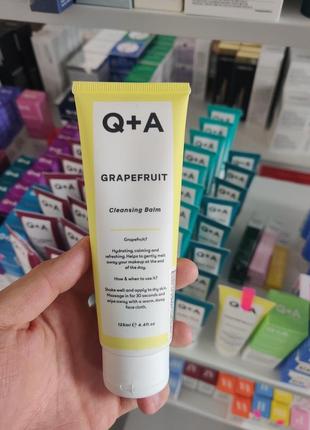 Q+A
GRAPEFRUIT
Cleansing Balm
Grapefruit?
Hydrating, calming and
refreshing. Helps to gently melt
away your makeup at the end
of the day.
How & when to use it?
Shake well and apply to dry skin.
Massage in for 30 seconds and
wipe away with a warm, damp
face cloth.
125ml ℮ 4.4fl oz
Q+A
Q+A